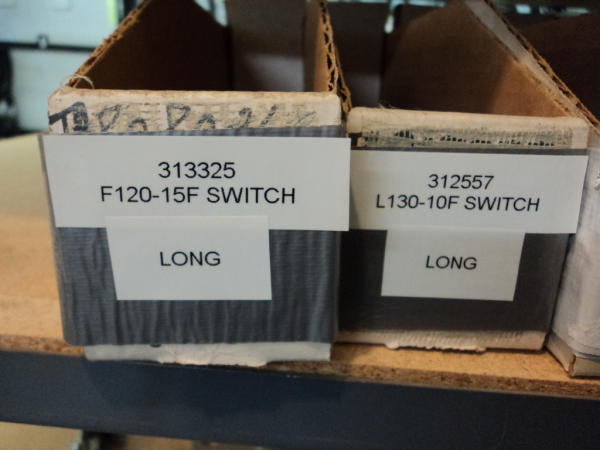 313325
F120-15F SWITCH
LONG
312557
L130-10F SWITCH
LONG